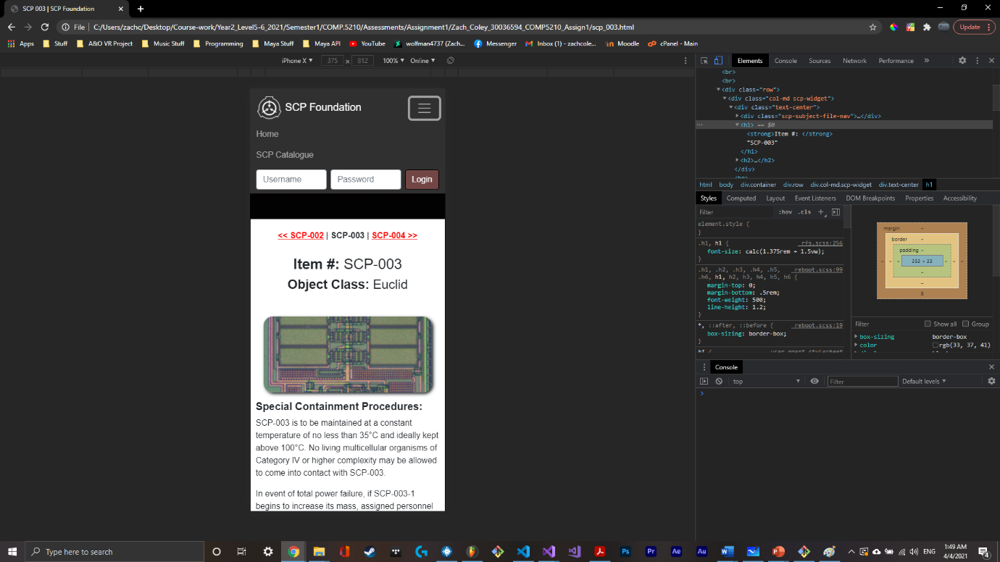 SCP 003 | SCP Foundation
File | C:/Users/zachc/Desktop/Course-work/Year2_Level5-6_2021/Semester1/COMP.5210/Assessments/Assignment1/Zach_Coley_30036594_COMP5210_Assign1/scp_003.html
Update
Apps Stuff A&O VR Project Music Stuff Programming Maya Stuff Maya API YouTube wolfman4737 (Zach... Messenger Inbox (1) - zachcole... Moodle cPanel - Main
iPhone X ▼ 375 × 812 100% ▼ Online ▼
SCP Foundation
Home
SCP Catalogue
Username Password Login
<< SCP-002 | SCP-003 | SCP-004 >>
Item #: SCP-003
Object Class: Euclid
Special Containment Procedures:
SCP-003 is to be maintained at a constant
temperature of no less than 35°C and ideally kept
above 100°C. No living multicellular organisms of
Category IV or higher complexity may be allowed
to come into contact with SCP-003.
In event of total power failure, if SCP-003-1
begins to increase its mass, assigned personnel
Elements Console Sources Network Performance »
<br>
<br>
▼<div class="row">
▼<div class="col-md scp-widget">
▼<div class="text-center">
▶<div class="scp-subject-file-nav">…</div>
… ▼<h1> == $0
<strong>Item #: </strong>
"SCP-003"
</h1>
▶<h2>…</h2>
</div>
html body div.container div.row div.col-md.scp-widget div.text-center h1
Styles Computed Layout Event Listeners DOM Breakpoints Properties Accessibility
Filter :hov .cls +
element.style {
}
.h1, h1 { _rfs.scss:256
font-size: calc(1.375rem + 1.5vw);
}
.h1, .h2, .h3, .h4, .h5, _reboot.scss:99
.h6, h1, h2, h3, h4, h5, h6 {
margin-top: 0;
margin-bottom: .5rem;
font-weight: 500;
line-height: 1.2;
}
*, ::after, ::before { _reboot.scss:19
box-sizing: border-box;
}
h1 { user agent stylesheet
margin –
border –
padding –
353 × 33
8
Filter Show all Group
▶box-sizing border-box
▶color rgb(33, 37, 41)
Console
top ▼ Filter Default levels ▼
>
Type here to search
ENG
1:49 AM
4/4/2021
4